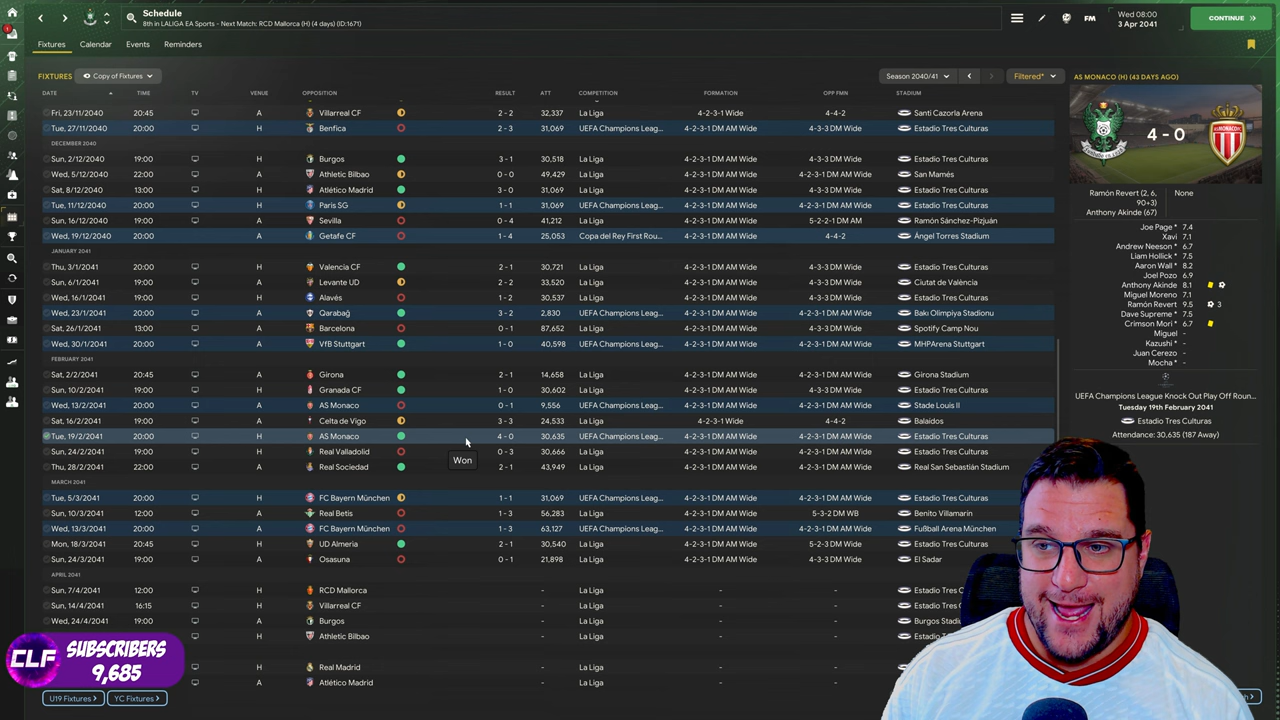 Schedule
8th in LALIGA EA Sports - Next Match: RCD Mallorca (H) (4 days) (ID:1671)
FM
Wed 08:00
3 Apr 2041
CONTINUE
Fixtures Calendar Events Reminders
FIXTURES Copy of Fixtures Season 2040/41 Filtered*
DATE TIME TV VENUE OPPOSITION RESULT ATT COMPETITION FORMATION OPP FMN STADIUM
Fri, 23/11/2040 20:45 A Villarreal CF 2 - 2 32,337 La Liga 4-2-3-1 Wide 4-4-2 Santi Cazorla Arena
Tue, 27/11/2040 20:00 H Benfica 2 - 3 31,069 UEFA Champions Leag... 4-2-3-1 DM AM Wide 4-3-3 DM Wide Estadio Tres Culturas
DECEMBER 2040
Sun, 2/12/2040 19:00 H Burgos 3 - 1 30,518 La Liga 4-2-3-1 DM AM Wide 4-3-3 DM Wide Estadio Tres Culturas
Wed, 5/12/2040 22:00 A Athletic Bilbao 0 - 0 49,429 La Liga 4-2-3-1 DM AM Wide 4-2-3-1 Wide San Mamés
Sat, 8/12/2040 13:00 H Atlético Madrid 3 - 0 31,069 La Liga 4-2-3-1 DM AM Wide 4-2-3-1 Wide Estadio Tres Culturas
Tue, 11/12/2040 20:00 H Paris SG 1 - 1 31,069 UEFA Champions Leag... 4-2-3-1 DM AM Wide 4-3-3 DM Wide Estadio Tres Culturas
Sun, 16/12/2040 19:00 A Sevilla 0 - 4 41,212 La Liga 4-2-3-1 DM AM Wide 5-2-2-1 DM AM Ramón Sánchez-Pizjuán
Wed, 19/12/2040 20:00 A Getafe CF 1 - 4 25,053 Copa del Rey First Rou... 4-2-3-1 DM AM Wide 4-4-2 Ángel Torres Stadium
JANUARY 2041
Thu, 3/1/2041 20:00 H Valencia CF 2 - 1 30,721 La Liga 4-2-3-1 DM AM Wide 4-3-3 DM Wide Estadio Tres Culturas
Sun, 6/1/2041 19:00 A Levante UD 2 - 2 33,520 La Liga 4-2-3-1 DM AM Wide 4-2-3-1 Wide Ciutat de València
Wed, 16/1/2041 19:00 H Alavés 1 - 2 30,537 La Liga 4-2-3-1 DM AM Wide 4-2-3-1 Wide Estadio Tres Culturas
Wed, 23/1/2041 20:00 A Qarabağ 3 - 2 2,830 UEFA Champions Leag... 4-2-3-1 DM AM Wide 4-2-3-1 Wide Bakı Olimpiya Stadionu
Sat, 26/1/2041 13:00 A Barcelona 0 - 1 87,652 La Liga 4-2-3-1 DM AM Wide 4-3-3 DM Wide Spotify Camp Nou
Wed, 30/1/2041 20:00 A VfB Stuttgart 1 - 0 40,598 UEFA Champions Leag... 4-2-3-1 DM AM Wide 4-2-3-1 Wide MHPArena Stuttgart
FEBRUARY 2041
Sat, 2/2/2041 20:45 A Girona 2 - 1 14,658 La Liga 4-2-3-1 DM AM Wide 4-2-3-1 DM AM Wide Girona Stadium
Sun, 10/2/2041 19:00 H Granada CF 1 - 0 30,602 La Liga 4-2-3-1 DM AM Wide 4-2-3-1 DM AM Wide Estadio Tres Culturas
Wed, 13/2/2041 20:00 A AS Monaco 0 - 1 9,556 UEFA Champions Leag... 4-2-3-1 DM AM Wide 4-2-3-1 DM AM Wide Stade Louis II
Sat, 16/2/2041 21:00 A Celta de Vigo 3 - 3 24,533 La Liga 4-2-3-1 Wide 4-4-2 Balaídos
Tue, 19/2/2041 20:00 H AS Monaco 4 - 0 30,635 UEFA Champions Leag... 4-2-3-1 DM AM Wide 4-2-3-1 DM AM Wide Estadio Tres Culturas
Sun, 24/2/2041 19:00 H Real Valladolid 0 - 3 30,666 La Liga 4-2-3-1 DM AM Wide 4-2-3-1 DM AM Wide Estadio Tres Culturas
Won
Thu, 28/2/2041 22:00 A Real Sociedad 2 - 1 43,949 La Liga 4-2-3-1 DM AM Wide 4-2-3-1 DM AM Wide Real San Sebastián Stadium
MARCH 2041
Tue, 5/3/2041 20:00 H FC Bayern München 1 - 1 31,069 UEFA Champions Leag... 4-2-3-1 DM AM Wide 4-2-3-1 DM AM Wide Estadio Tres Culturas
Sun, 10/3/2041 12:00 A Real Betis 1 - 3 56,283 La Liga 4-2-3-1 DM AM Wide 5-3-2 DM WB Benito Villamarín
Wed, 13/3/2041 20:00 A FC Bayern München 1 - 3 63,127 UEFA Champions Leag... 4-2-3-1 DM AM Wide 4-2-3-1 DM AM Wide Fußball Arena München
Mon, 18/3/2041 20:45 H UD Almería 2 - 1 30,540 La Liga 4-2-3-1 DM AM Wide 5-2-3 DM Wide Estadio Tres Culturas
Sun, 24/3/2041 19:00 A Osasuna 0 - 1 21,898 La Liga 4-2-3-1 DM AM Wide 4-3-3 DM Wide El Sadar
APRIL 2041
Sun, 7/4/2041 12:00 H RCD Mallorca - La Liga - - Estadio Tres Culturas
Sun, 14/4/2041 16:15 H Villarreal CF - La Liga - - Estadio Tres Culturas
Wed, 24/4/2041 19:00 A Burgos - La Liga - - Burgos Stadium
H Athletic Bilbao - La Liga - - Estadio T
H Real Madrid - La Liga - - Estadio T
A Atlético Madrid - La Liga - -
U19 Fixtures > YC Fixtures >
AS MONACO (H) (43 DAYS AGO)
4 - 0
AS MONACO
Ramón Revert (2, 6, 90+3)
Anthony Akinde (67)
None
Joe Page * 7.4
Xavi 7.1
Andrew Neeson * 6.7
Liam Hollick * 7.5
Aaron Wall * 8.2
Joel Pozo 6.9
Anthony Akinde * 8.1
Miguel Moreno 7.1
Ramón Revert 9.5 3
Dave Supreme * 7.5
Crimson Mori * 6.7
Miguel -
Kazushi * -
Juan Cerezo -
Mocha * -
UEFA Champions League Knock Out Play Off Roun...
Tuesday 19th February 2041
Estadio Tres Culturas
Attendance: 30,635 (187 Away)
CLF
SUBSCRIBERS
9,685